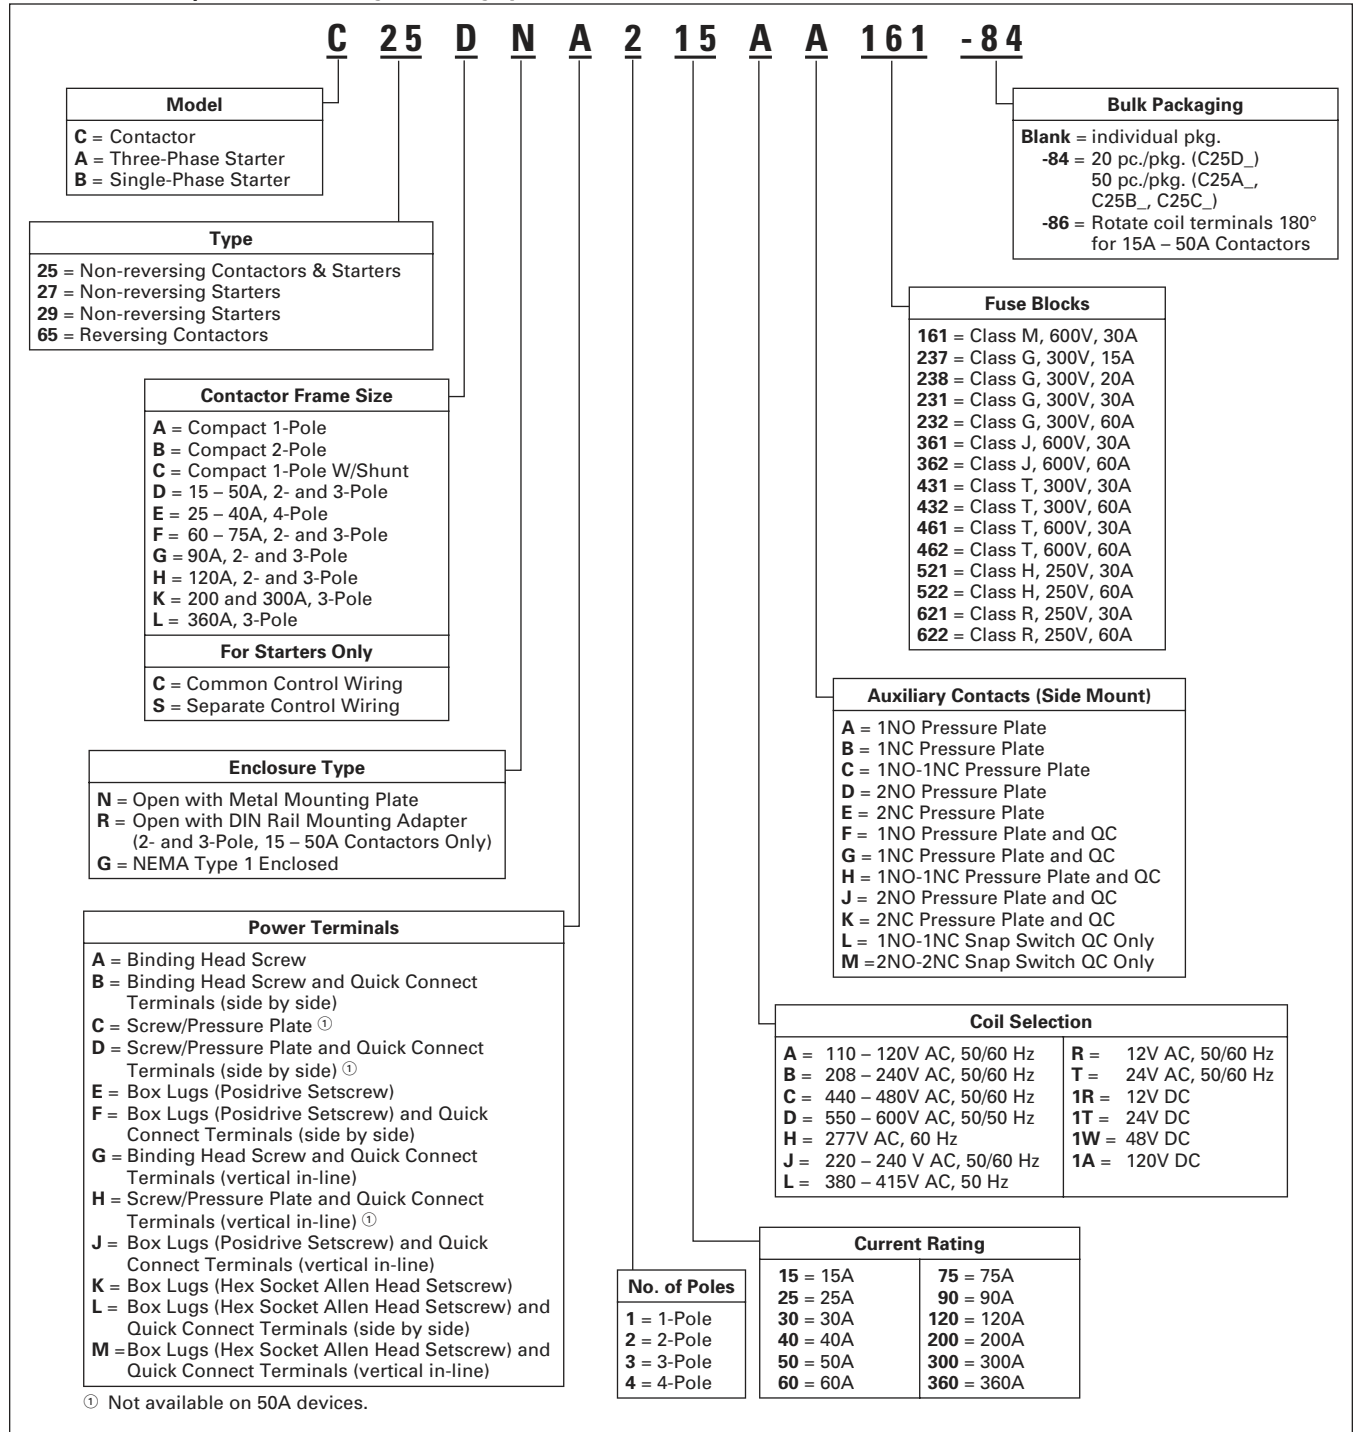 C 25 D N A 2 15 A A 161 -84
Model
C = Contactor
A = Three-Phase Starter
B = Single-Phase Starter
Type
25 = Non-reversing Contactors & Starters
27 = Non-reversing Starters
29 = Non-reversing Starters
65 = Reversing Contactors
Contactor Frame Size
A = Compact 1-Pole
B = Compact 2-Pole
C = Compact 1-Pole W/Shunt
D = 15 – 50A, 2- and 3-Pole
E = 25 – 40A, 4-Pole
F = 60 – 75A, 2- and 3-Pole
G = 90A, 2- and 3-Pole
H = 120A, 2- and 3-Pole
K = 200 and 300A, 3-Pole
L = 360A, 3-Pole
For Starters Only
C = Common Control Wiring
S = Separate Control Wiring
Enclosure Type
N = Open with Metal Mounting Plate
R = Open with DIN Rail Mounting Adapter
(2- and 3-Pole, 15 – 50A Contactors Only)
G = NEMA Type 1 Enclosed
Power Terminals
A = Binding Head Screw
B = Binding Head Screw and Quick Connect
Terminals (side by side)
C = Screw/Pressure Plate ①
D = Screw/Pressure Plate and Quick Connect
Terminals (side by side) ①
E = Box Lugs (Posidrive Setscrew)
F = Box Lugs (Posidrive Setscrew) and Quick
Connect Terminals (side by side)
G = Binding Head Screw and Quick Connect
Terminals (vertical in-line)
H = Screw/Pressure Plate and Quick Connect
Terminals (vertical in-line) ①
J = Box Lugs (Posidrive Setscrew) and Quick
Connect Terminals (vertical in-line)
K = Box Lugs (Hex Socket Allen Head Setscrew)
L = Box Lugs (Hex Socket Allen Head Setscrew) and
Quick Connect Terminals (side by side)
M = Box Lugs (Hex Socket Allen Head Setscrew) and
Quick Connect Terminals (vertical in-line)
① Not available on 50A devices.
No. of Poles
1 = 1-Pole
2 = 2-Pole
3 = 3-Pole
4 = 4-Pole
Current Rating
15 = 15A
25 = 25A
30 = 30A
40 = 40A
50 = 50A
60 = 60A
75 = 75A
90 = 90A
120 = 120A
200 = 200A
300 = 300A
360 = 360A
Coil Selection
A = 110 – 120V AC, 50/60 Hz
B = 208 – 240V AC, 50/60 Hz
C = 440 – 480V AC, 50/60 Hz
D = 550 – 600V AC, 50/50 Hz
H = 277V AC, 60 Hz
J = 220 – 240 V AC, 50/60 Hz
L = 380 – 415V AC, 50 Hz
R = 12V AC, 50/60 Hz
T = 24V AC, 50/60 Hz
1R = 12V DC
1T = 24V DC
1W = 48V DC
1A = 120V DC
Auxiliary Contacts (Side Mount)
A = 1NO Pressure Plate
B = 1NC Pressure Plate
C = 1NO-1NC Pressure Plate
D = 2NO Pressure Plate
E = 2NC Pressure Plate
F = 1NO Pressure Plate and QC
G = 1NC Pressure Plate and QC
H = 1NO-1NC Pressure Plate and QC
J = 2NO Pressure Plate and QC
K = 2NC Pressure Plate and QC
L = 1NO-1NC Snap Switch QC Only
M = 2NO-2NC Snap Switch QC Only
Fuse Blocks
161 = Class M, 600V, 30A
237 = Class G, 300V, 15A
238 = Class G, 300V, 20A
231 = Class G, 300V, 30A
232 = Class G, 300V, 60A
361 = Class J, 600V, 30A
362 = Class J, 600V, 60A
431 = Class T, 300V, 30A
432 = Class T, 300V, 60A
461 = Class T, 600V, 30A
462 = Class T, 600V, 60A
521 = Class H, 250V, 30A
522 = Class H, 250V, 60A
621 = Class R, 250V, 30A
622 = Class R, 250V, 60A
Bulk Packaging
Blank = individual pkg.
-84 = 20 pc./pkg. (C25D_)
50 pc./pkg. (C25A_,
C25B_, C25C_)
-86 = Rotate coil terminals 180°
for 15A – 50A Contactors